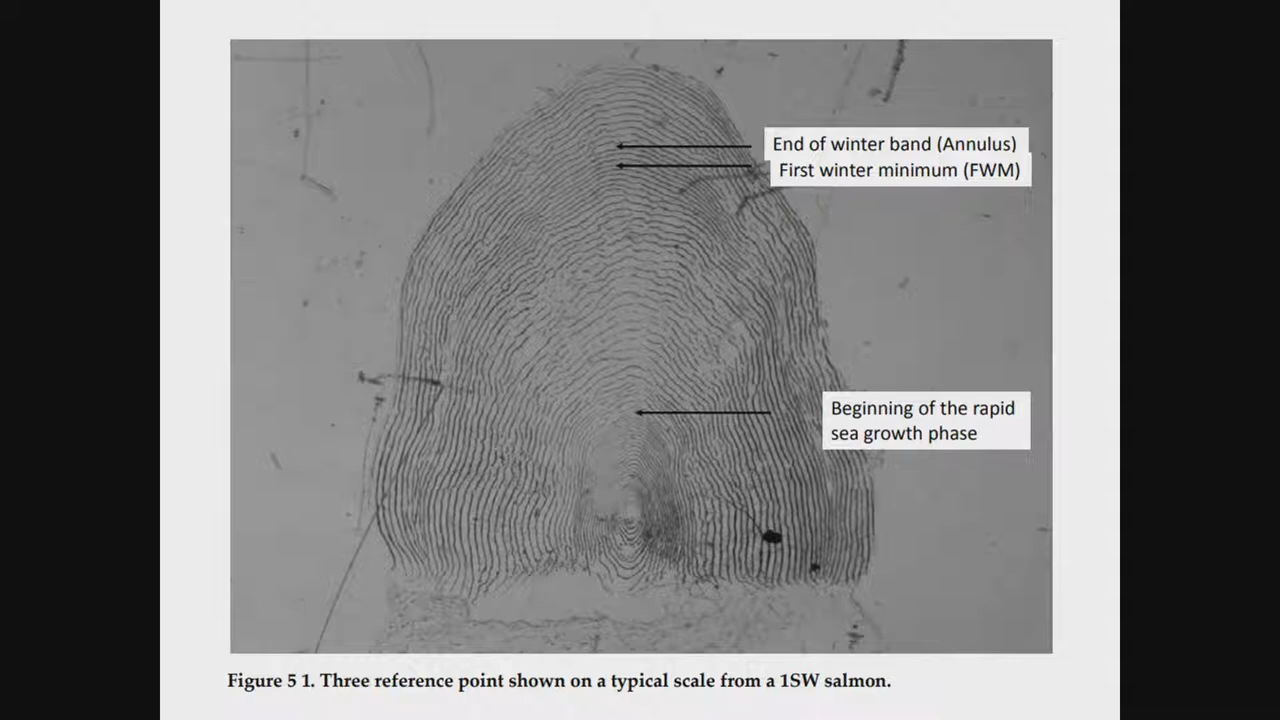 End of winter band (Annulus)
First winter minimum (FWM)
Beginning of the rapid
sea growth phase
Figure 5 1. Three reference point shown on a typical scale from a 1SW salmon.